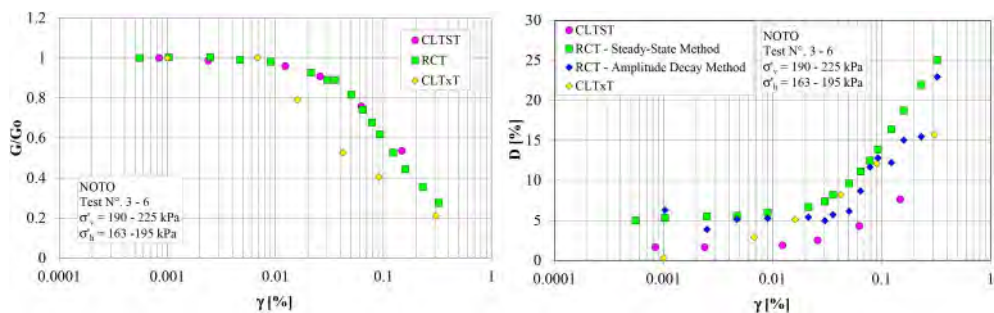 1.2
1
0.8
0.6
0.4
0.2
0
G/Go
CLTST
RCT
CLTxT
NOTO
Test N°. 3 - 6
σ'v = 190 - 225 kPa
σ'h = 163 -195 kPa
0.0001 0.001 0.01 0.1 1
γ [%]
30
25
20
15
10
5
0
D [%]
CLTST
RCT - Steady-State Method
RCT - Amplitude Decay Method
CLTxT
NOTO
Test N°. 3 - 6
σ'v = 190 - 225 kPa
σ'h = 163 - 195 kPa
0.0001 0.001 0.01 0.1 1
γ [%]